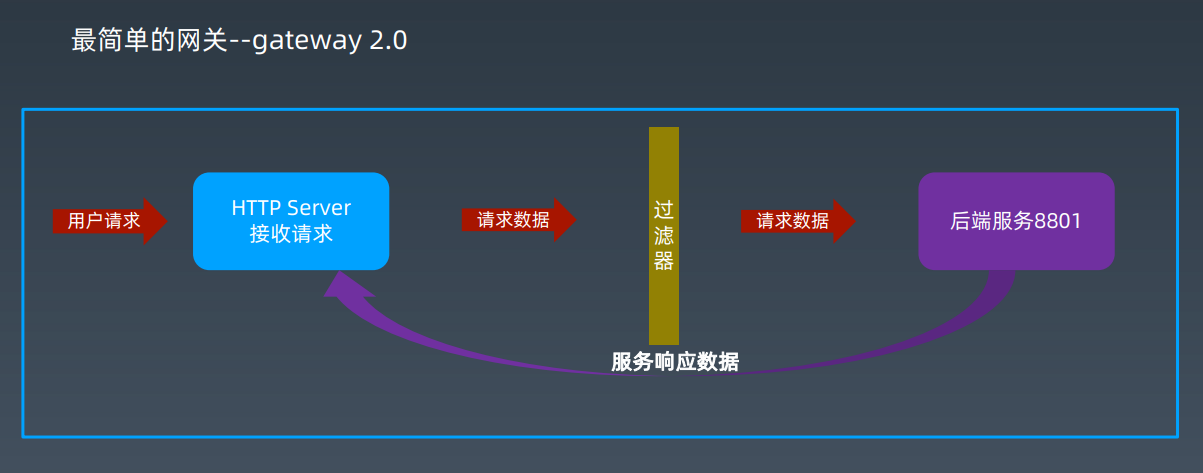 最简单的网关--gateway 2.0
用户请求
HTTP Server
接收请求
请求数据
过
滤
器
请求数据
后端服务8801
服务响应数据